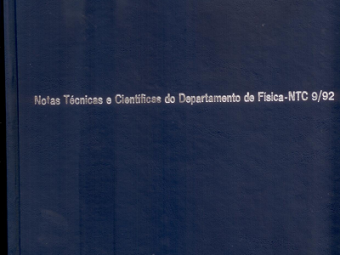 Notas Técnicas e Científicas do Departamento de Física-NTC 9/92